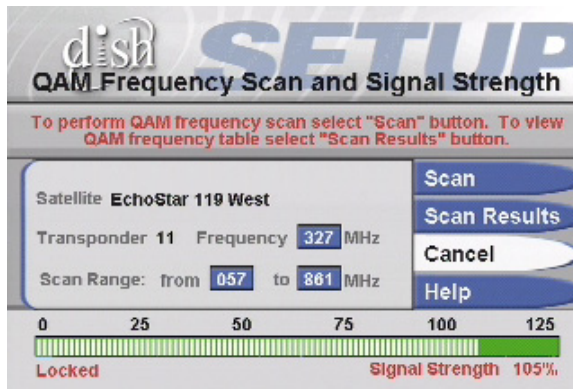 dish SETUP
QAM Frequency Scan and Signal Strength
To perform QAM frequency scan select "Scan" button. To view
QAM frequency table select "Scan Results" button.
Satellite EchoStar 119 West
Transponder 11 Frequency 327 MHz
Scan Range: from 057 to 861 MHz
Scan
Scan Results
Cancel
Help
0 25 50 75 100 125
Locked Signal Strength 105%